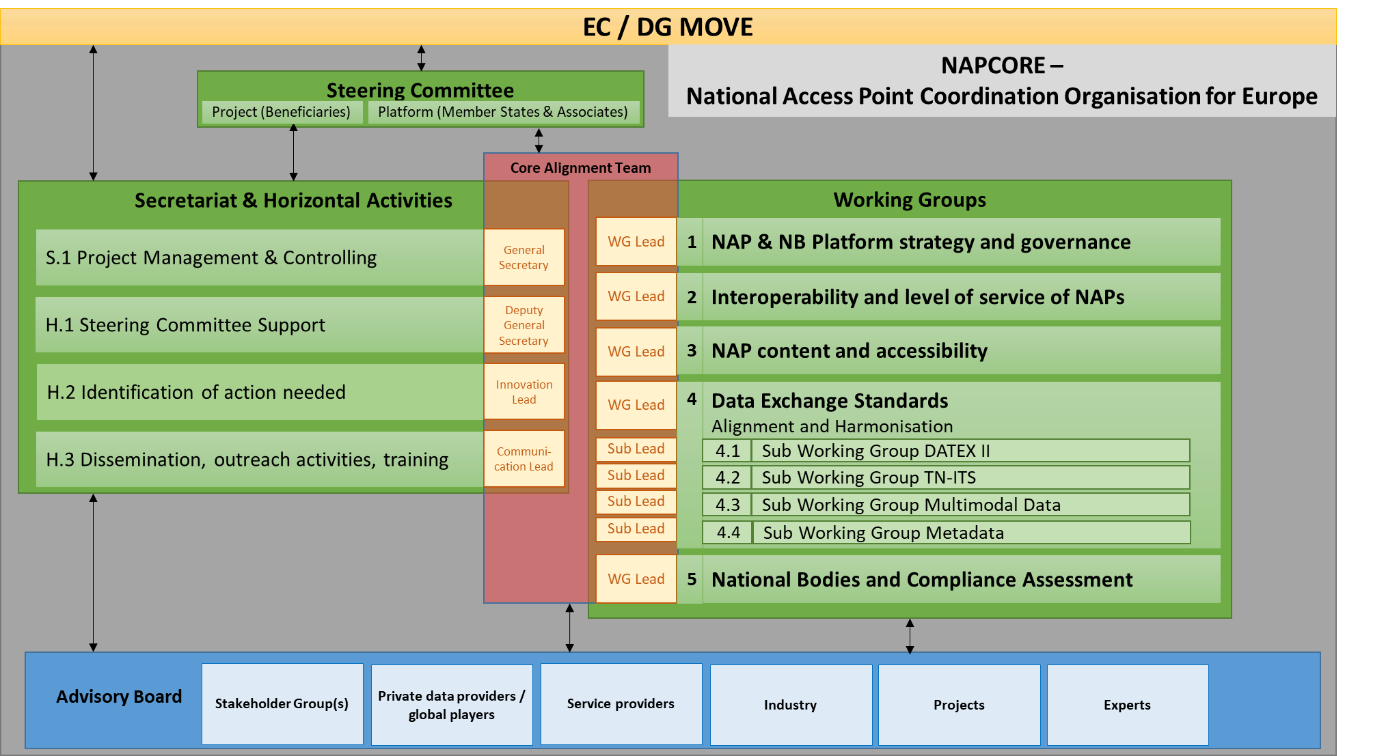 EC / DG MOVE
NAPCORE –
National Access Point Coordination Organisation for Europe
Steering Committee
Project (Beneficiaries)
Platform (Member States & Associates)
Core Alignment Team
Secretariat & Horizontal Activities
S.1 Project Management & Controlling
General
Secretary
H.1 Steering Committee Support
Deputy
General
Secretary
H.2 Identification of action needed
Innovation
Lead
H.3 Dissemination, outreach activities, training
Communi-
cation Lead
Working Groups
WG Lead 1 NAP & NB Platform strategy and governance
WG Lead 2 Interoperability and level of service of NAPs
WG Lead 3 NAP content and accessibility
WG Lead 4 Data Exchange Standards
Alignment and Harmonisation
Sub Lead 4.1 Sub Working Group DATEX II
Sub Lead 4.2 Sub Working Group TN-ITS
Sub Lead 4.3 Sub Working Group Multimodal Data
Sub Lead 4.4 Sub Working Group Metadata
WG Lead 5 National Bodies and Compliance Assessment
Advisory Board
Stakeholder Group(s)
Private data providers /
global players
Service providers
Industry
Projects
Experts